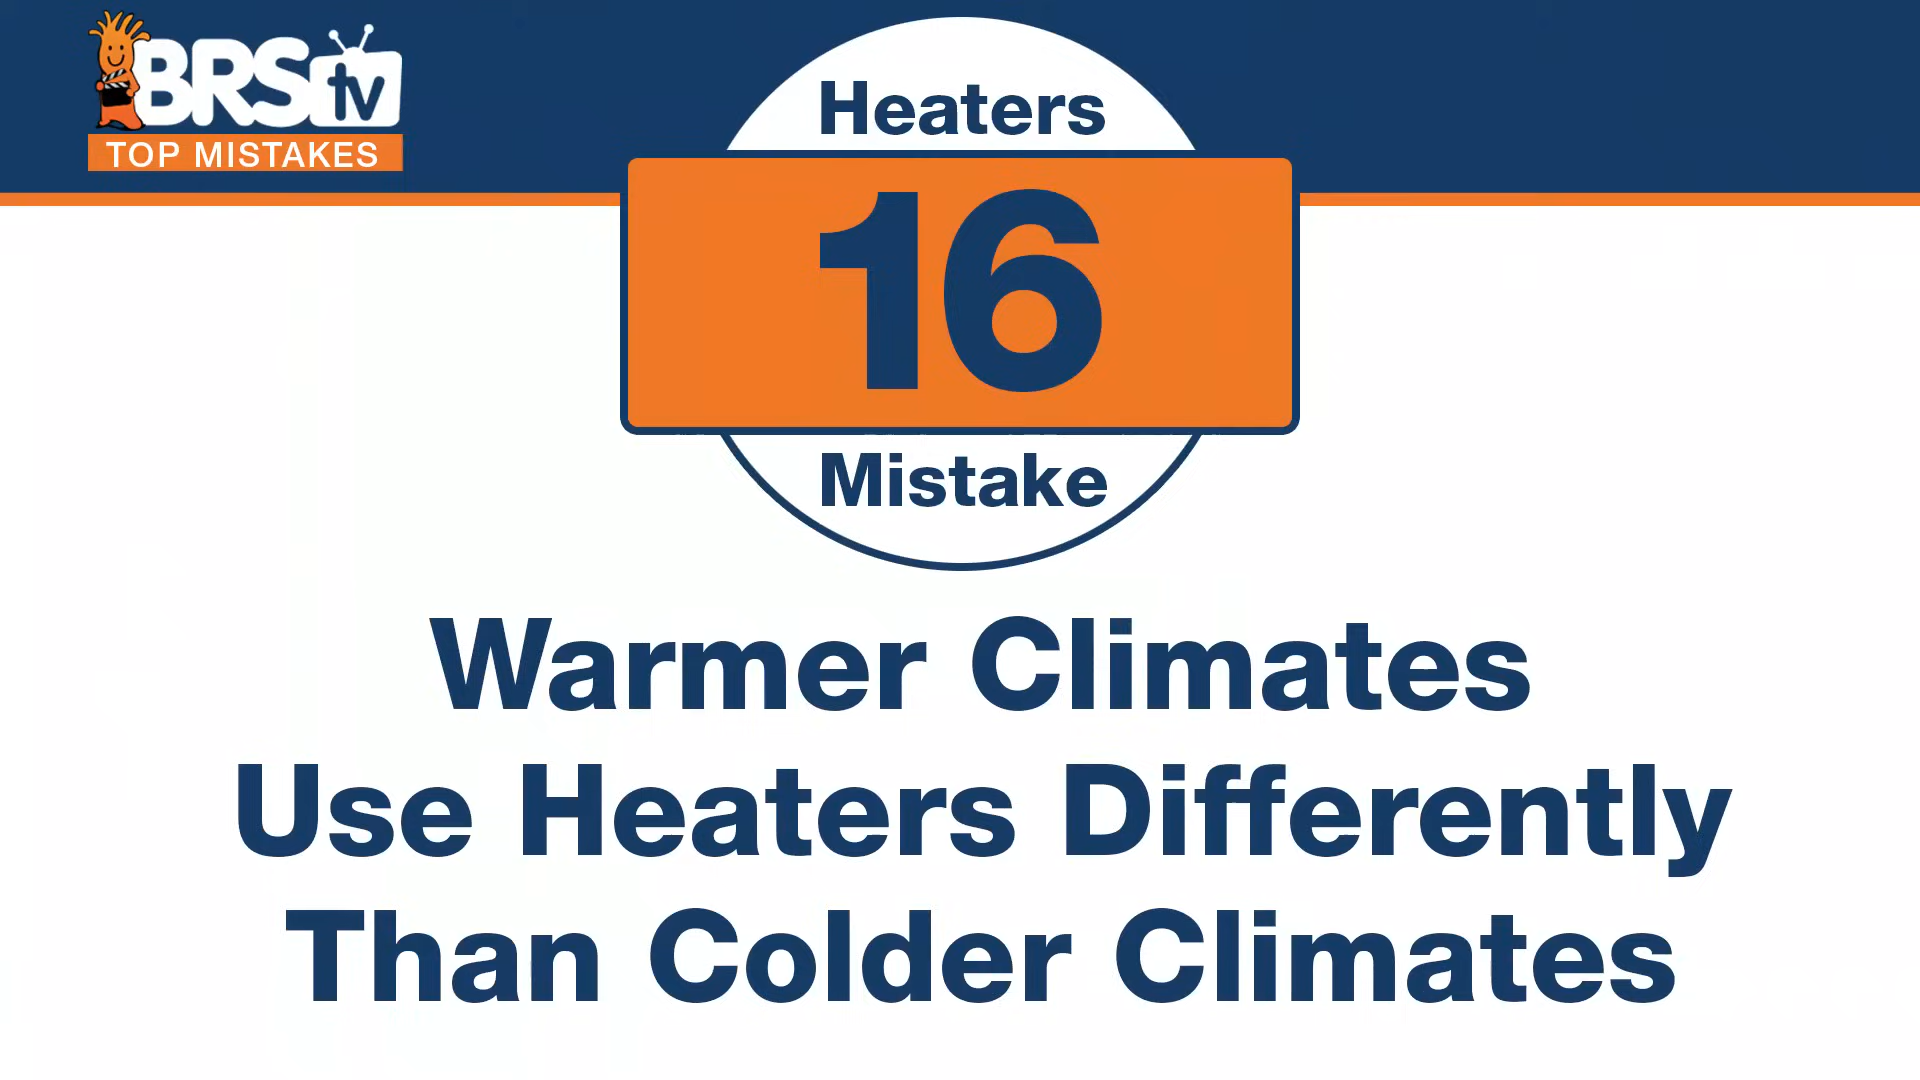 BRStv
TOP MISTAKES
Heaters
16
Mistake
Warmer Climates
Use Heaters Differently
Than Colder Climates